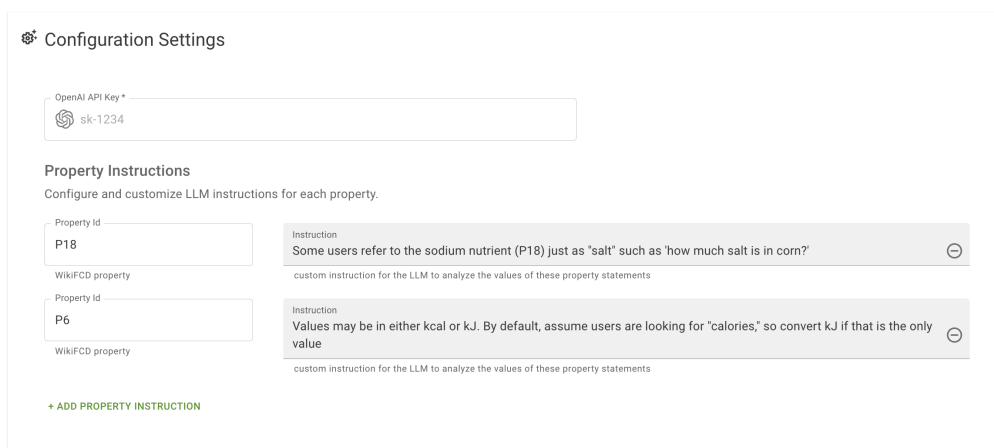 Configuration Settings
OpenAI API Key *
sk-1234
Property Instructions
Configure and customize LLM instructions for each property.
Property Id
P18
WikiFCD property
Instruction
Some users refer to the sodium nutrient (P18) just as "salt" such as 'how much salt is in corn?'
custom instruction for the LLM to analyze the values of these property statements
Property Id
P6
WikiFCD property
Instruction
Values may be in either kcal or kJ. By default, assume users are looking for "calories," so convert kJ if that is the only
value
custom instruction for the LLM to analyze the values of these property statements
+ ADD PROPERTY INSTRUCTION